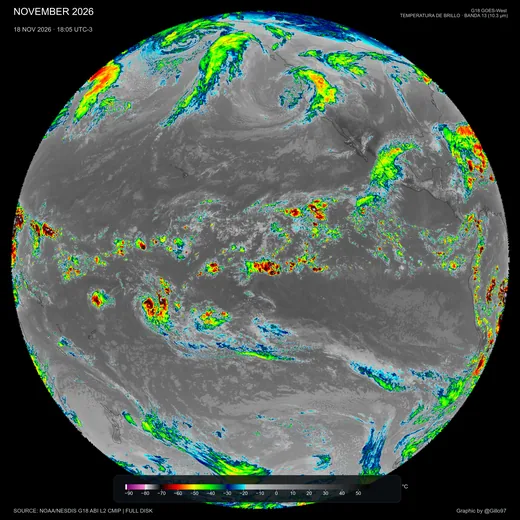 NOVEMBER 2026
G18 GOES-West
TEMPERATURA DE BRILLO · BANDA 13 (10.3 µm)
18 NOV 2026 · 18:05 UTC-3
−90 −80 −70 −60 −50 −40 −30 −20 −10 0 10 20 30 40 50 °C
SOURCE: NOAA/NESDIS G18 ABI L2 CMIP | FULL DISK
Graphic by @Gilio97